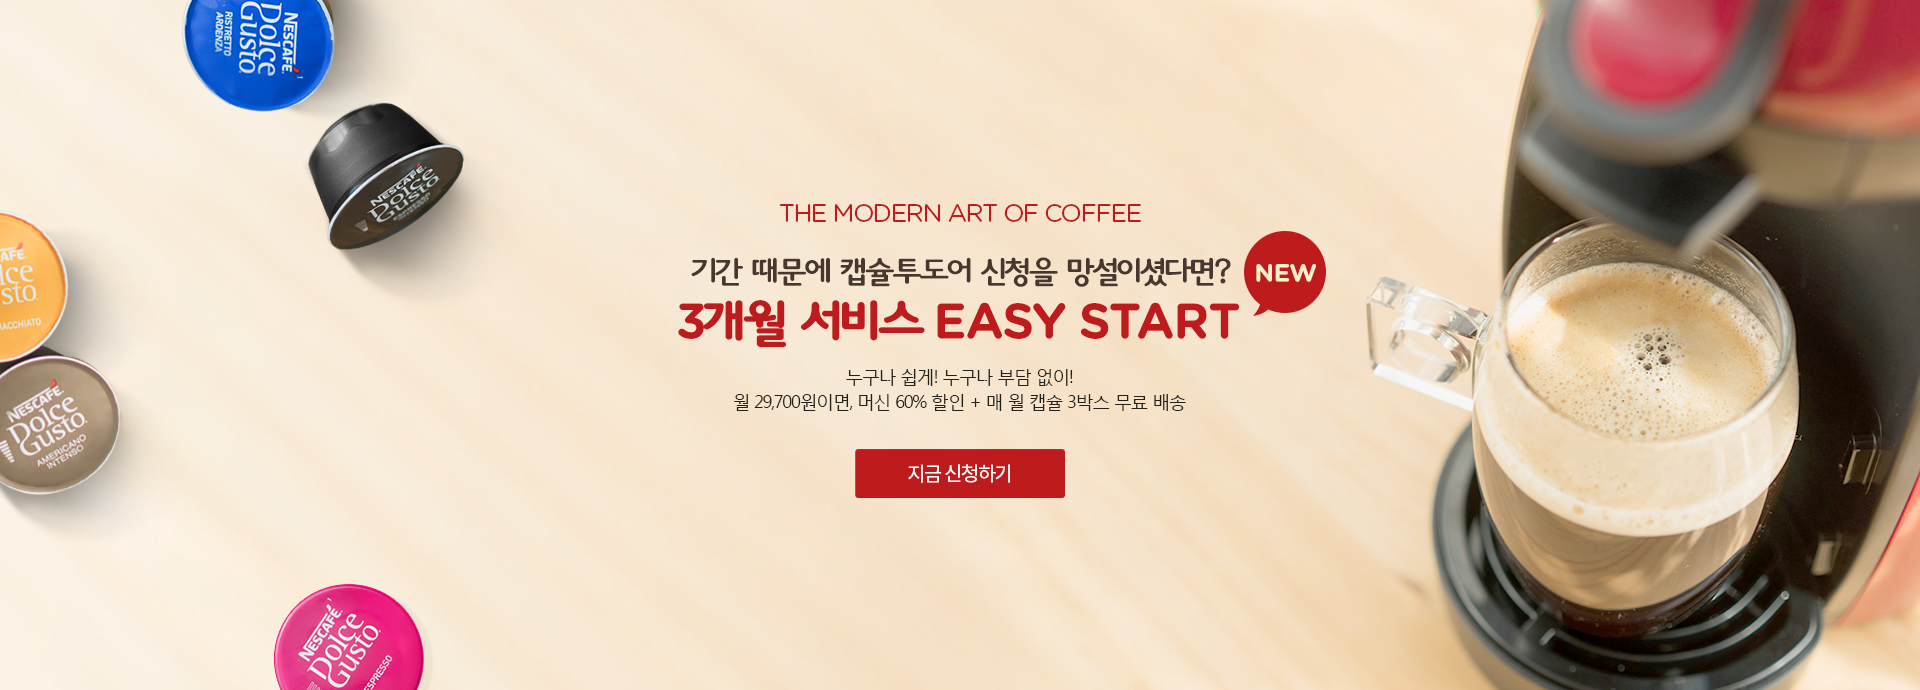 NESCAFÉ
Dolce
Gusto
RISTRETTO
ARDENZA
NESCAFÉ
Dolce
Gusto
ESPRESSO
THE MODERN ART OF COFFEE
기간 때문에 캡슐투도어 신청을 망설이셨다면?
NEW
3개월 서비스 EASY START
누구나 쉽게! 누구나 부담 없이!
월 29,700원이면, 머신 60% 할인 + 매 월 캡슐 3박스 무료 배송
지금 신청하기
NESCAFÉ
Dolce
Gusto
AMERICANO
INTENSO
NESCAFÉ
Dolce
Gusto
ESPRESSO